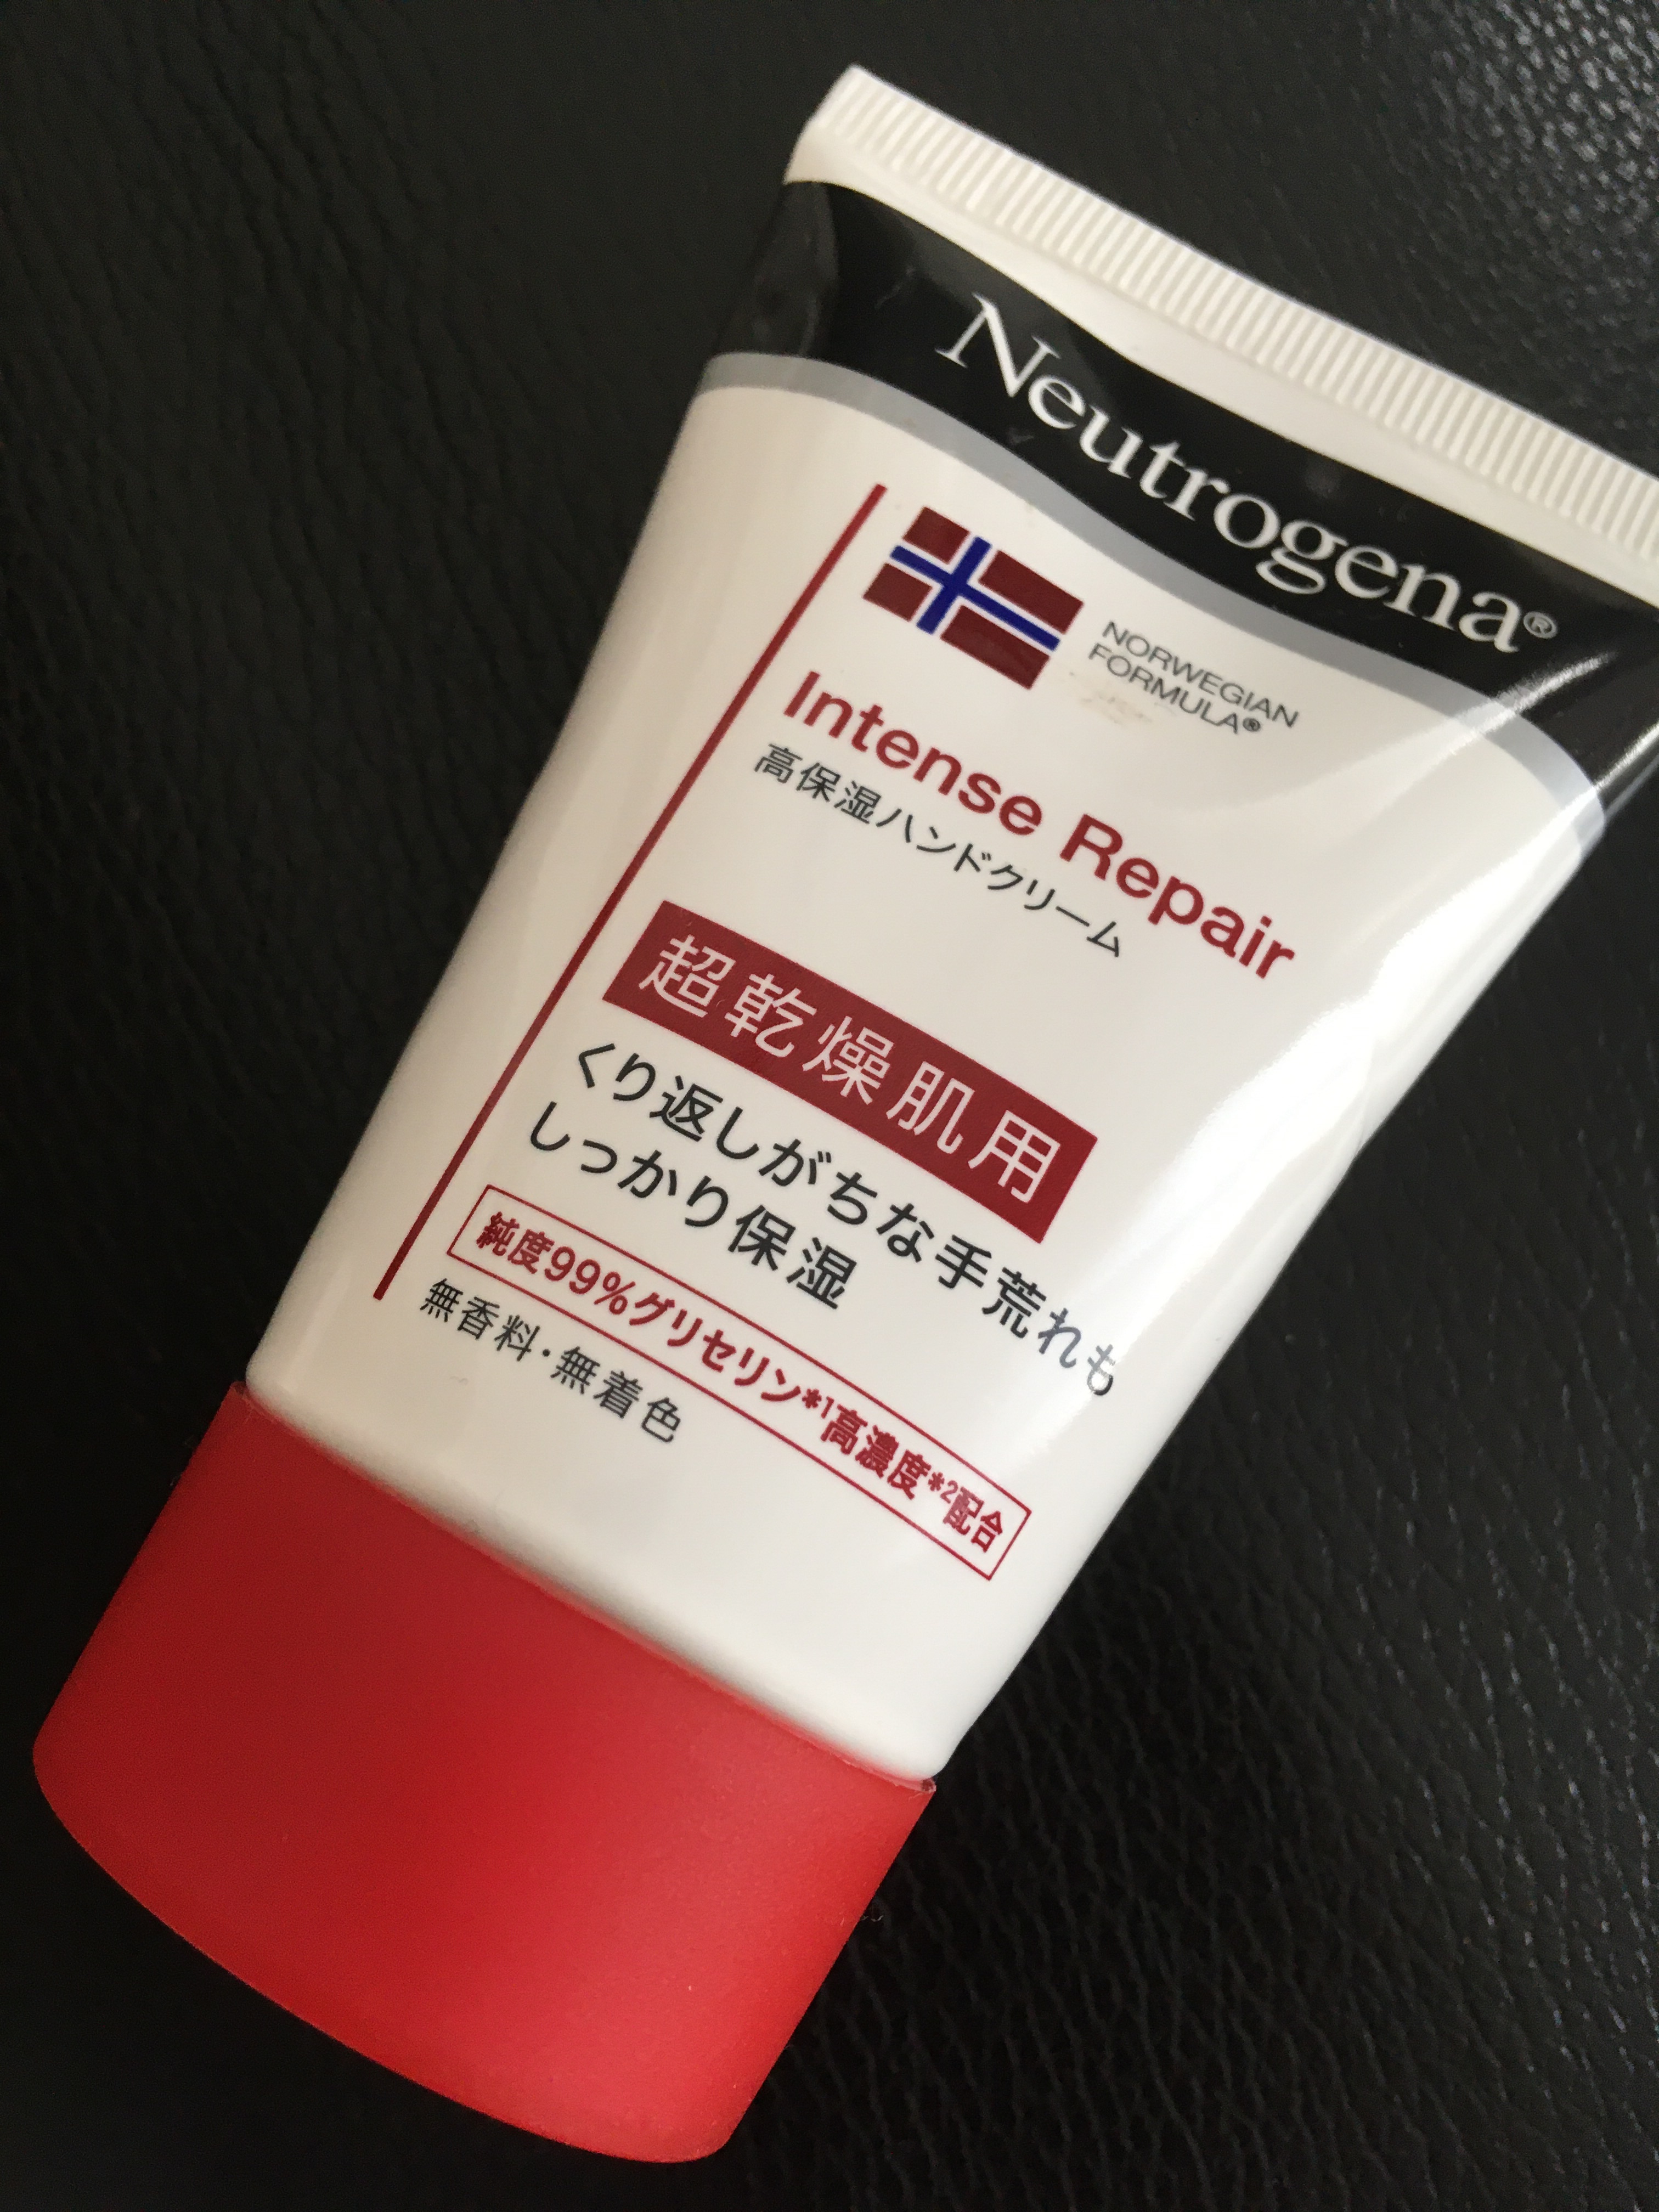 Neutrogena®
NORWEGIAN
FORMULA®
Intense Repair
高保湿ハンドクリーム
超乾燥肌用
くり返しがちな手荒れも
しっかり保湿
純度99%グリセリン*1高濃度*2配合
無香料・無着色